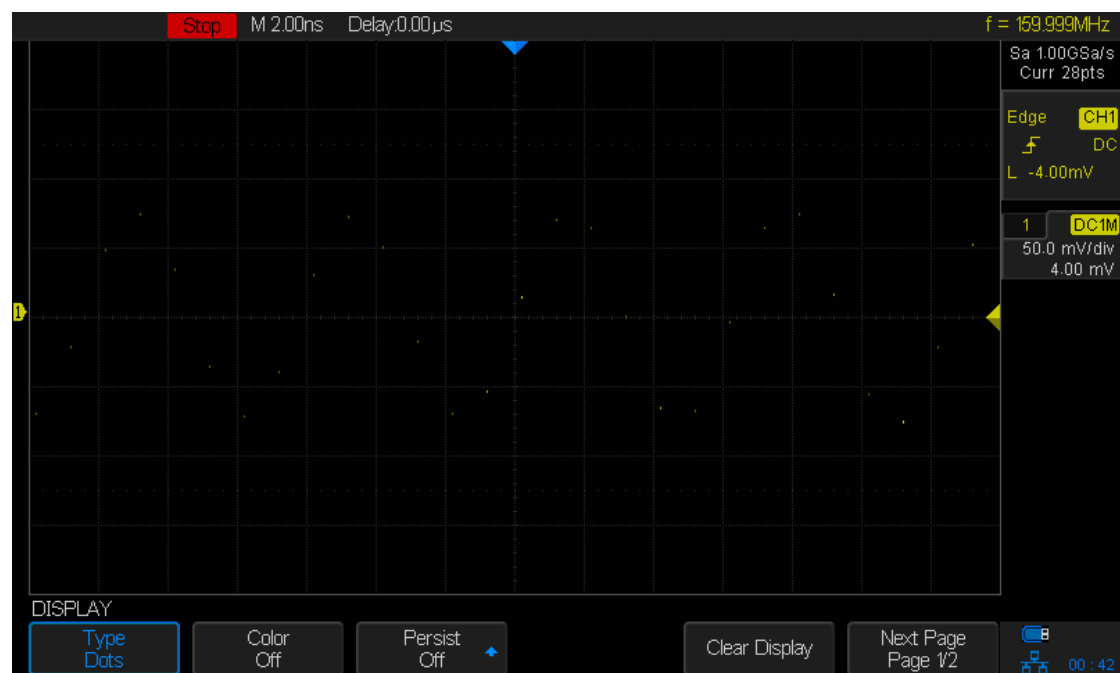 Stop M 2.00ns Delay:0.00µs f = 159.999MHz
Sa 1.00GSa/s
Curr 28pts
Edge CH1
DC
L -4.00mV
1 DC1M
50.0 mV/div
4.00 mV
1
DISPLAY
Type
Dots
Color
Off
Persist
Off
Clear Display
Next Page
Page 1/2
00 : 42